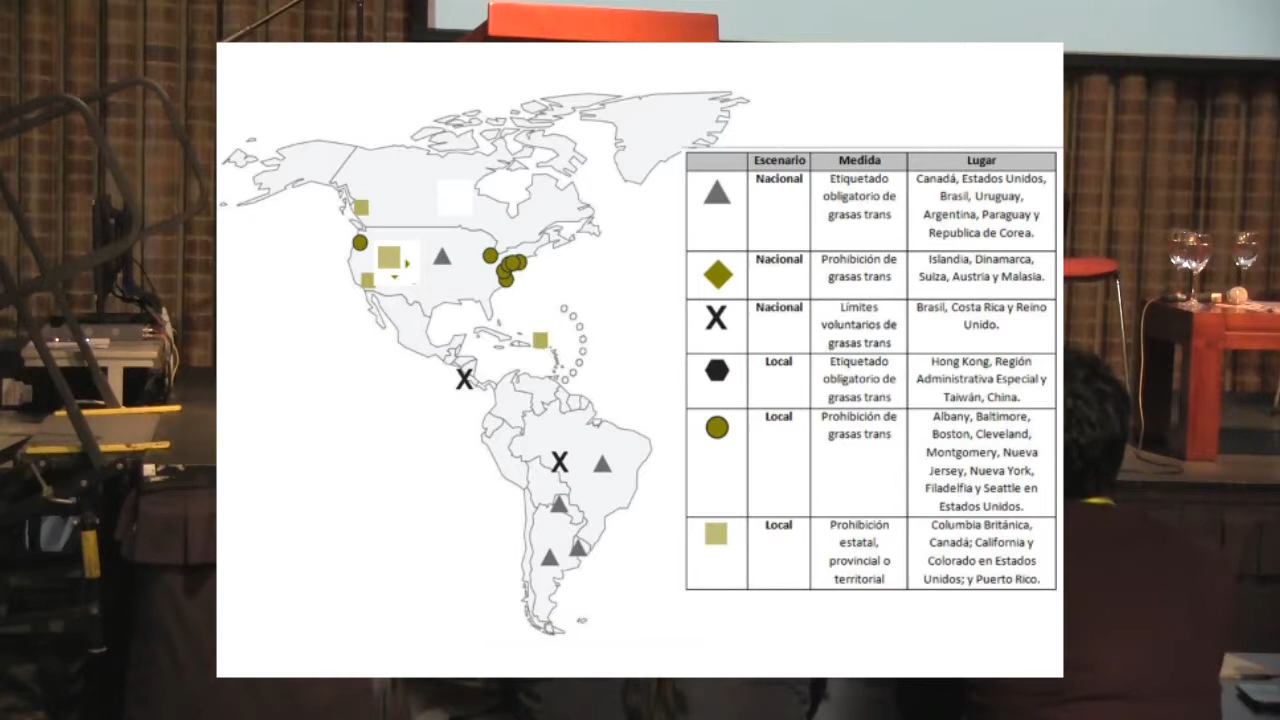 Escenario Medida Lugar
Nacional Etiquetado Canadá, Estados Unidos,
obligatorio de Brasil, Uruguay,
grasas trans Argentina, Paraguay y
Republica de Corea.
Nacional Prohibición de Islandia, Dinamarca,
grasas trans Suiza, Austria y Malasia.
X Nacional Límites Brasil, Costa Rica y Reino
voluntarios de Unido.
grasas trans
Local Etiquetado Hong Kong, Región
obligatorio de Administrativa Especial y
grasas trans Taiwán, China.
Local Prohibición de Albany, Baltimore,
grasas trans Boston, Cleveland,
Montgomery, Nueva
Jersey, Nueva York,
Filadelfia y Seattle en
Estados Unidos.
Local Prohibición Columbia Británica,
estatal, Canadá; California y
provincial o Colorado en Estados
territorial Unidos; y Puerto Rico.
X
X